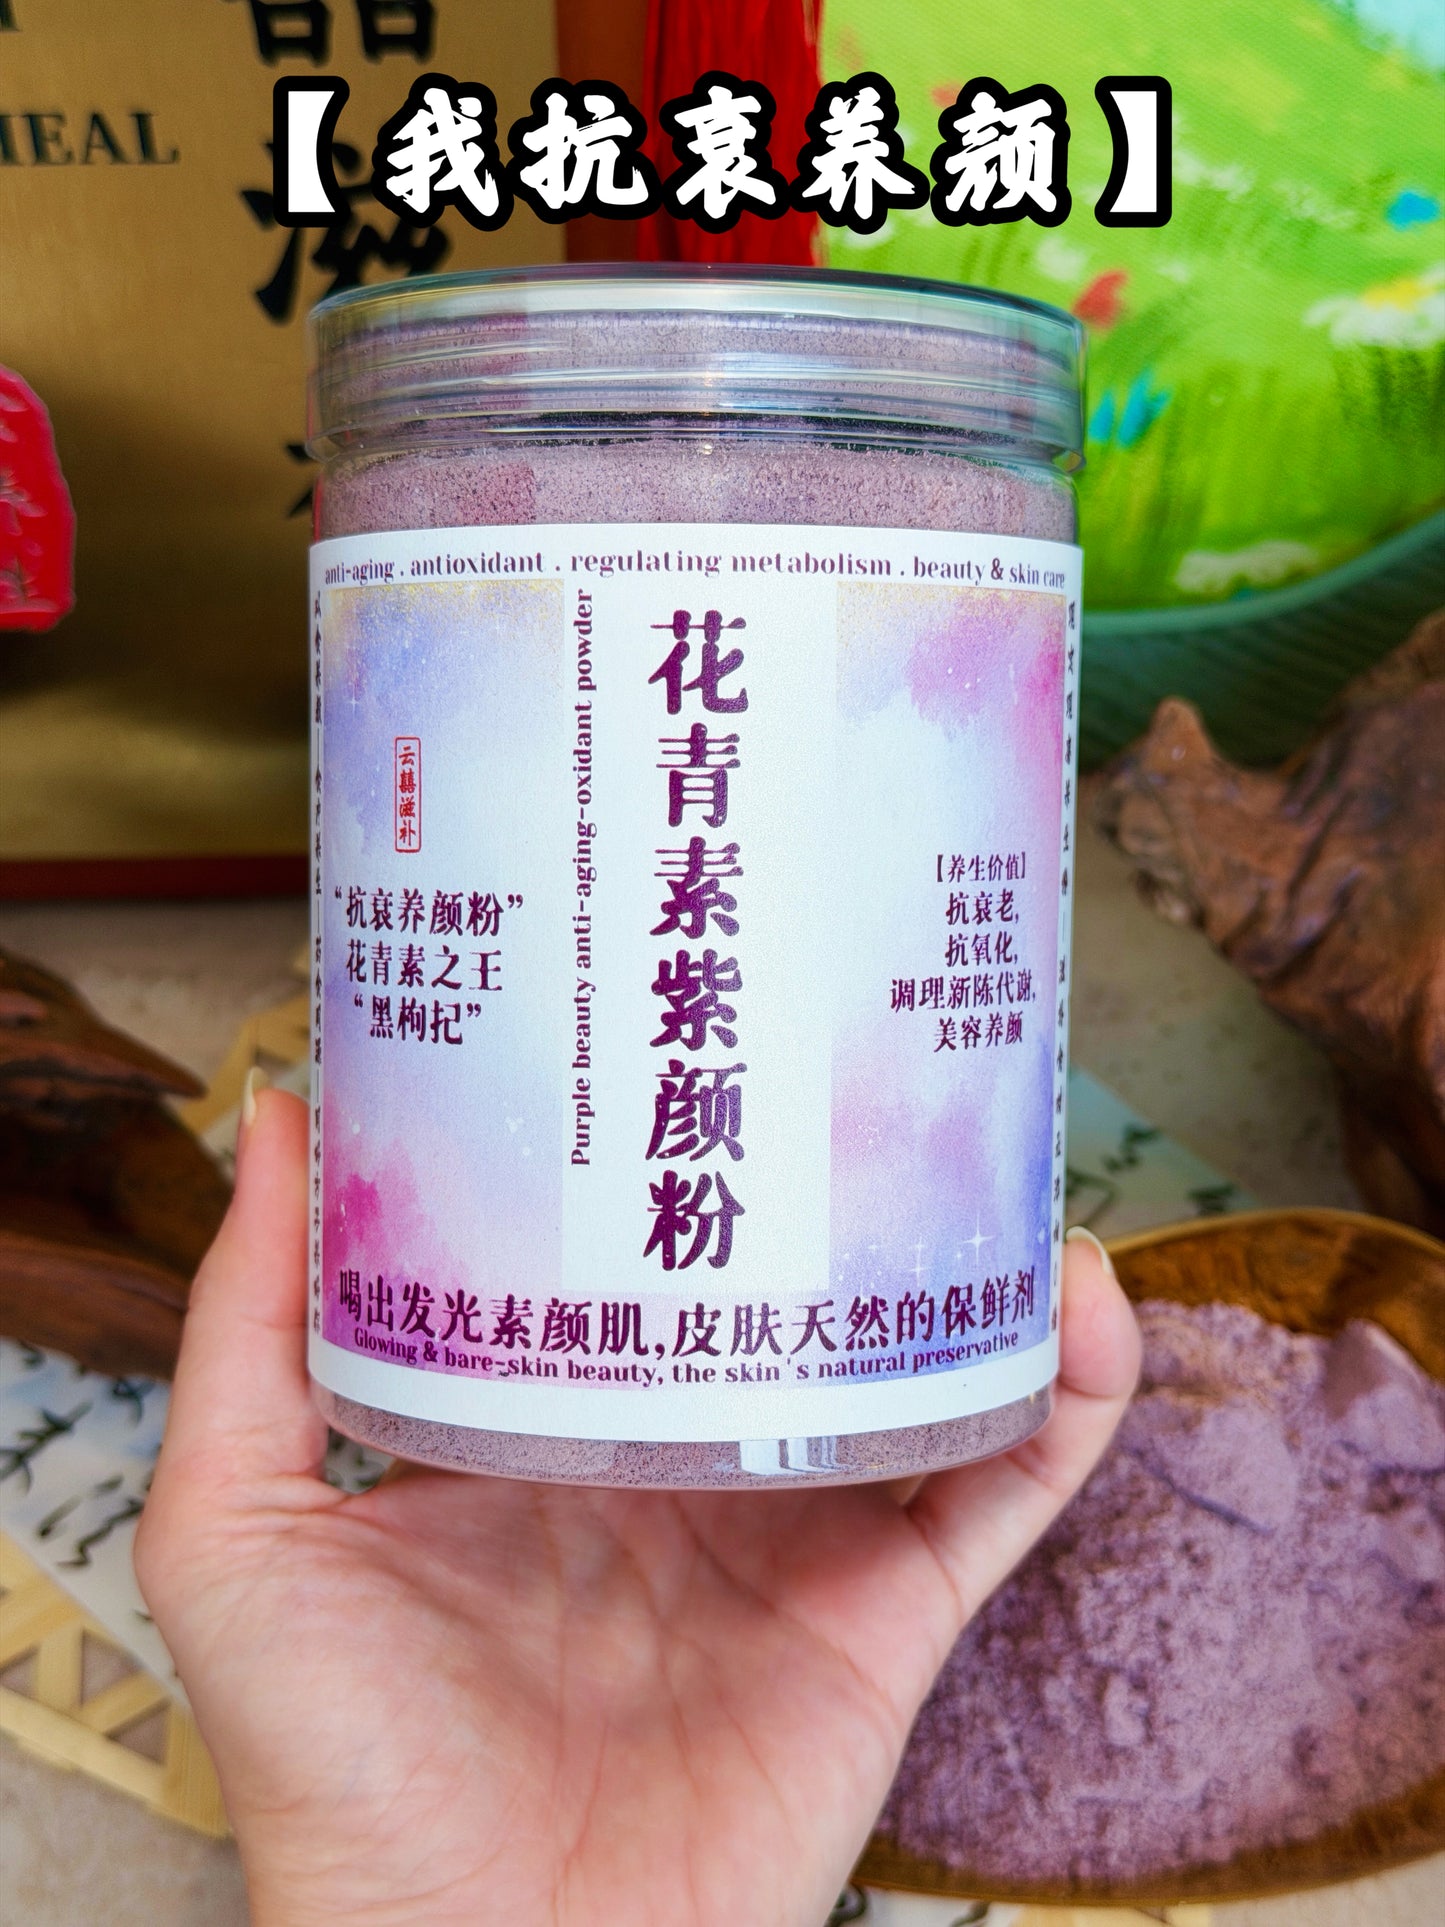 【我抗衰养颜】
HEAL
滋
anti-aging . antioxidant . regulating metabolism . beauty & skin care
花青素紫颜粉
Purple beauty anti-aging-oxidant powder
云囍滋补
“抗衰养颜粉”
花青素之王
“黑枸杞”
【养生价值】
抗衰老,
抗氧化,
调理新陈代谢,
美容养颜
喝出发光素颜肌,皮肤天然的保鲜剂
Glowing & bare-skin beauty, the skin's natural preservative